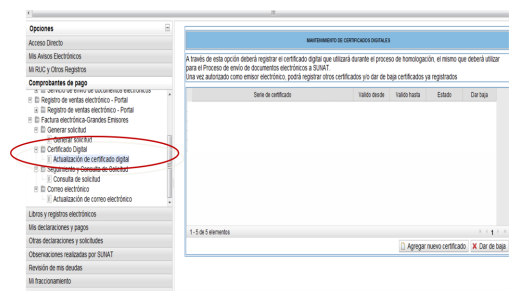 Opciones
Acceso Directo
Mis Avisos Electrónicos
Mi RUC y Otros Registros
Comprobantes de pago
Servicio de envío de documentos electrónicos
Registro de ventas electrónico - Portal
Registro de ventas electrónico - Portal
Factura electrónica-Grandes Emisores
Generar solicitud
Generar solicitud
Certificado Digital
Actualización de certificado digital
Seguimiento y Consulta de Solicitud
Consulta de solicitud
Correo electrónico
Actualización de correo electrónico
Libros y registros electrónicos
Mis declaraciones y pagos
Otras declaraciones y solicitudes
Observaciones realizadas por SUNAT
Revisión de mis deudas
Mi fraccionamiento
MANTENIMIENTO DE CERTIFICADOS DIGITALES
A través de esta opción deberá registrar el certificado digital que utilizará durante el proceso de homologación, el mismo que deberá utilizar
para el Proceso de envío de documentos electrónicos a SUNAT.
Una vez autorizado como emisor electrónico, podrá registrar otros certificados y/o dar de baja certificados ya registrados
Serie de certificado Valido desde Valido hasta Estado Dar baja
1 - 5 de 5 elementos 1
Agregar nuevo certificado X Dar de baja